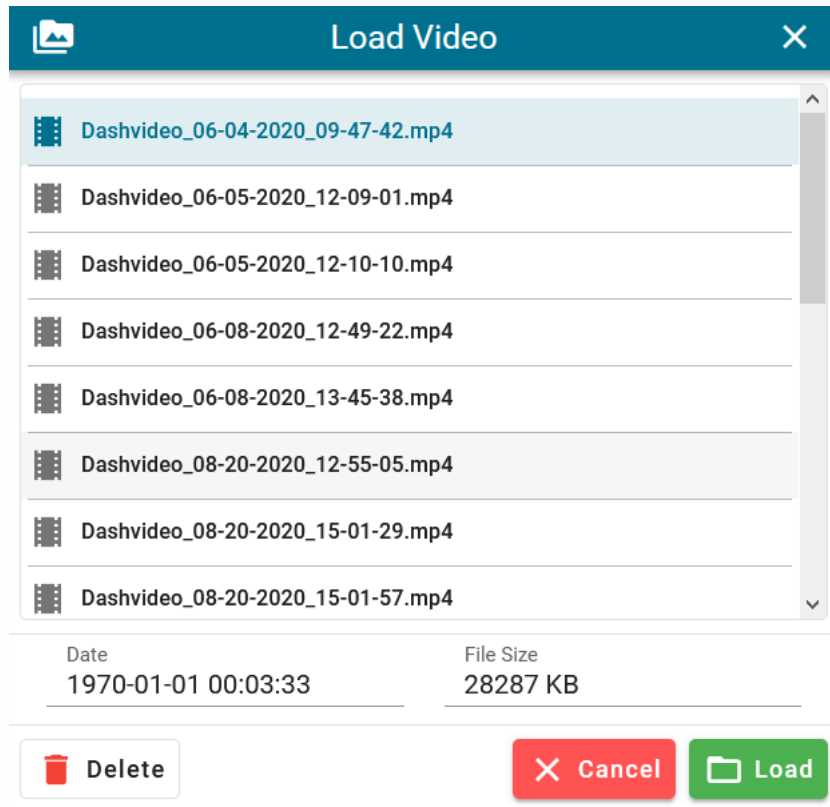 Load Video
Dashvideo_06-04-2020_09-47-42.mp4
Dashvideo_06-05-2020_12-09-01.mp4
Dashvideo_06-05-2020_12-10-10.mp4
Dashvideo_06-08-2020_12-49-22.mp4
Dashvideo_06-08-2020_13-45-38.mp4
Dashvideo_08-20-2020_12-55-05.mp4
Dashvideo_08-20-2020_15-01-29.mp4
Dashvideo_08-20-2020_15-01-57.mp4
Date File Size
1970-01-01 00:03:33 28287 KB
Delete Cancel Load